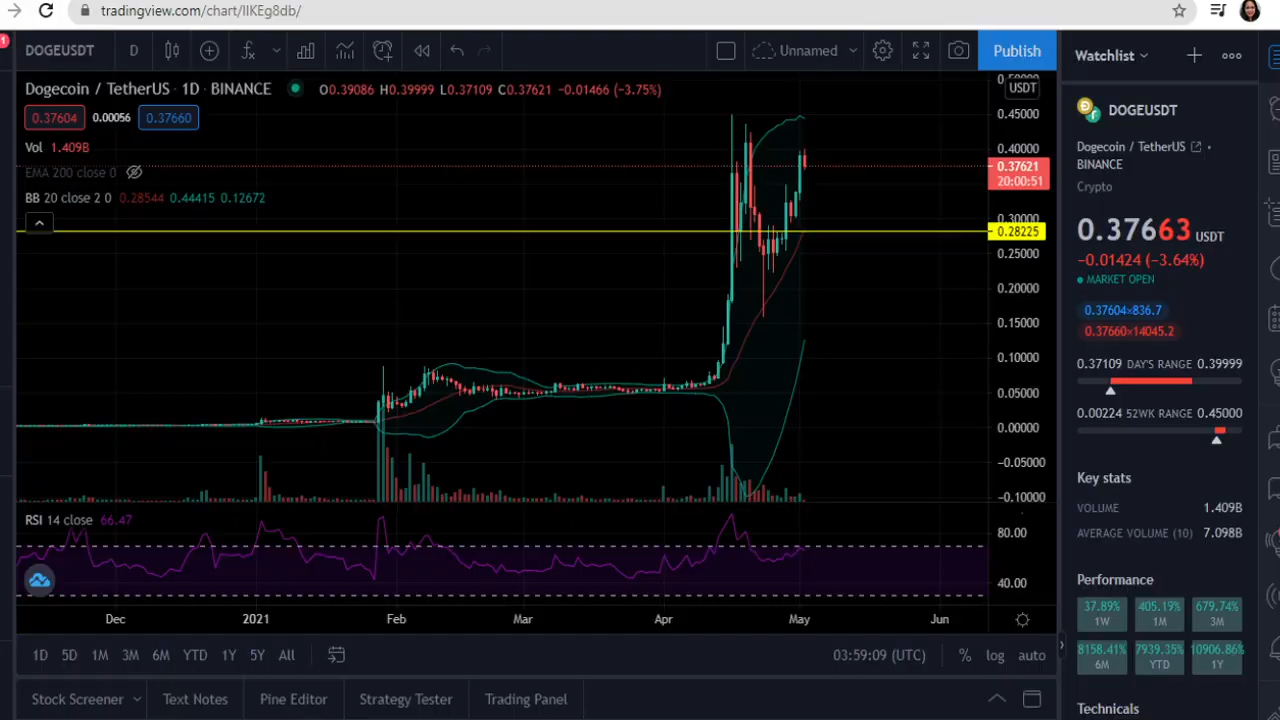 tradingview.com/chart/IIKEg8db/
1
DOGEUSDT D Unnamed Publish
Dogecoin / TetherUS · 1D · BINANCE O0.39086 H0.39999 L0.37109 C0.37621 −0.01466 (−3.75%)
0.37604 0.00056 0.37660
Vol 1.409B
EMA 200 close 0
BB 20 close 2 0 0.28544 0.44415 0.12672
USDT
0.45000
0.40000
0.37621
20:00:51
0.30000
0.28225
0.25000
0.20000
0.15000
0.10000
0.05000
0.00000
−0.05000
−0.10000
RSI 14 close 66.47
80.00
40.00
Dec 2021 Feb Mar Apr May Jun
1D 5D 1M 3M 6M YTD 1Y 5Y All 03:59:09 (UTC) % log auto
Stock Screener Text Notes Pine Editor Strategy Tester Trading Panel
Watchlist
DOGEUSDT
Dogecoin / TetherUS ·
BINANCE
Crypto
0.37663 USDT
−0.01424 (−3.64%)
MARKET OPEN
0.37604×836.7
0.37660×14045.2
0.37109 DAY'S RANGE 0.39999
0.00224 52WK RANGE 0.45000
Key stats
VOLUME 1.409B
AVERAGE VOLUME (10) 7.098B
Performance
37.89% 405.19% 679.74%
1W 1M 3M
8158.41% 7939.35% 10906.86%
6M YTD 1Y
Technicals